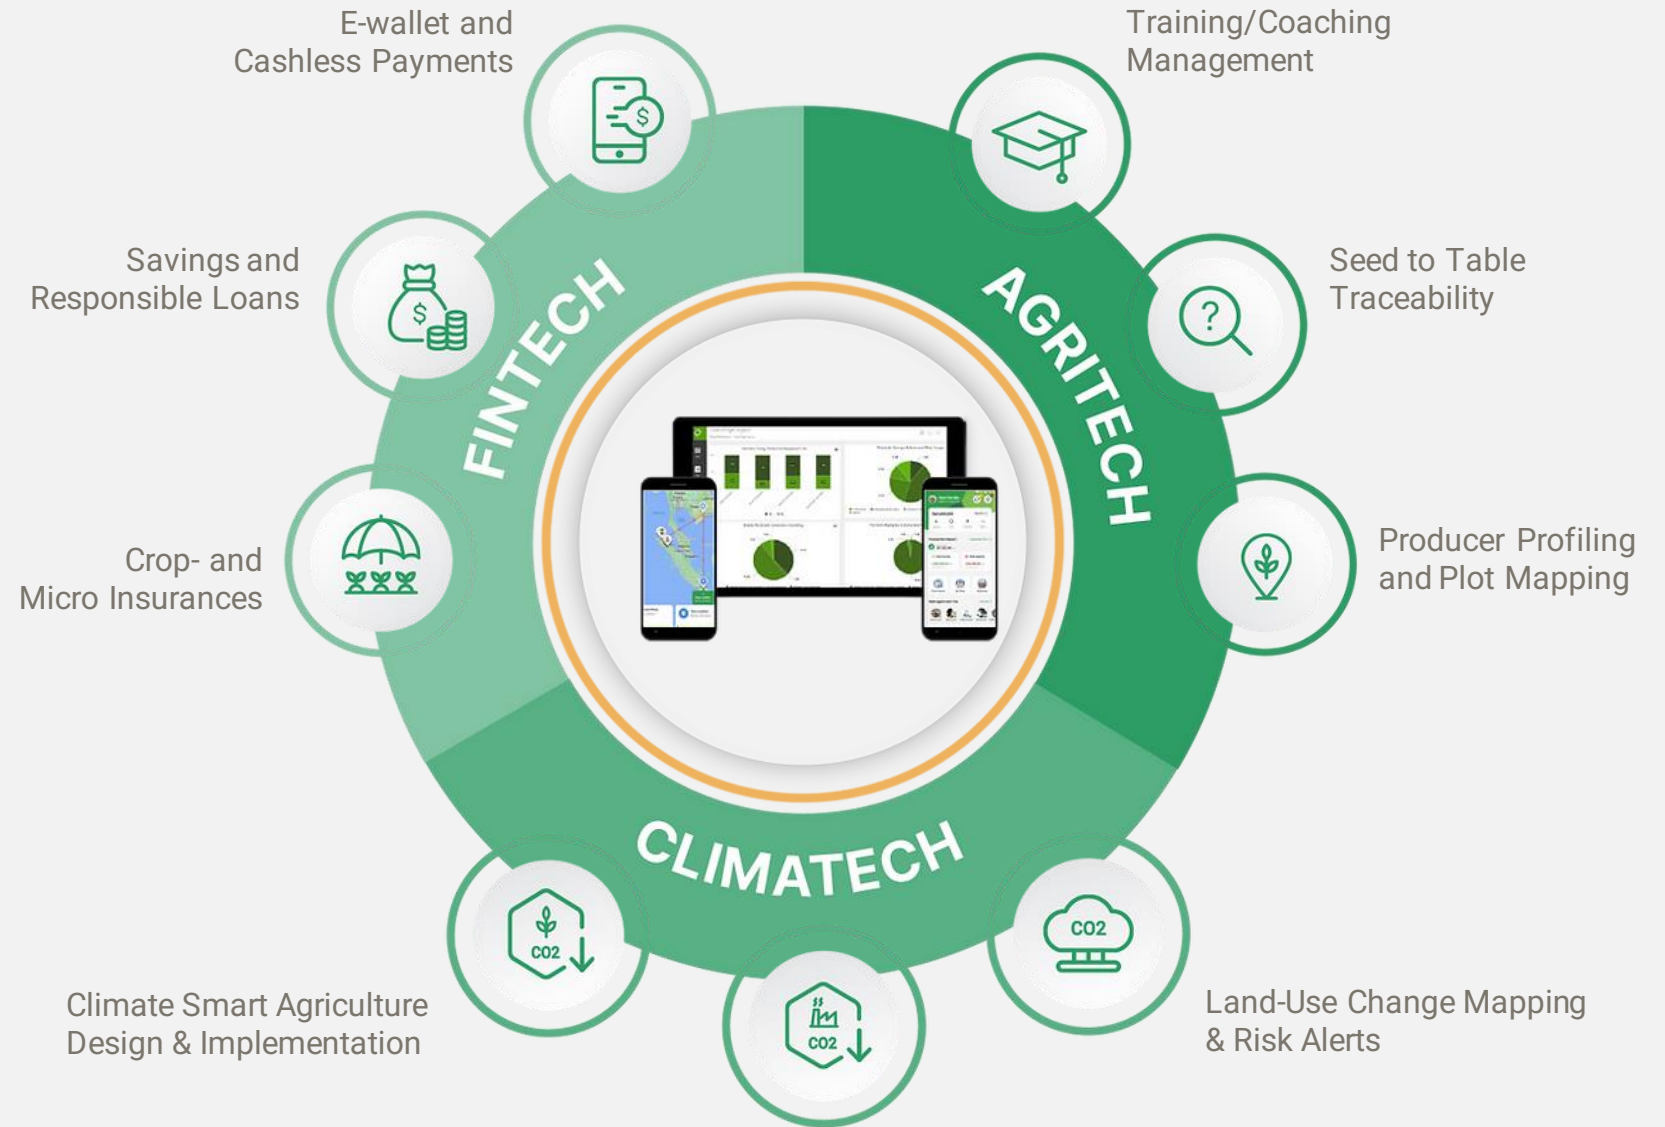 E-wallet and
Cashless Payments
Training/Coaching
Management
Savings and
Responsible Loans
Seed to Table
Traceability
FINTECH
AGRITECH
Crop- and
Micro Insurances
Producer Profiling
and Plot Mapping
CLIMATECH
CO2
CO2
CO2
Climate Smart Agriculture
Design & Implementation
Land-Use Change Mapping
& Risk Alerts